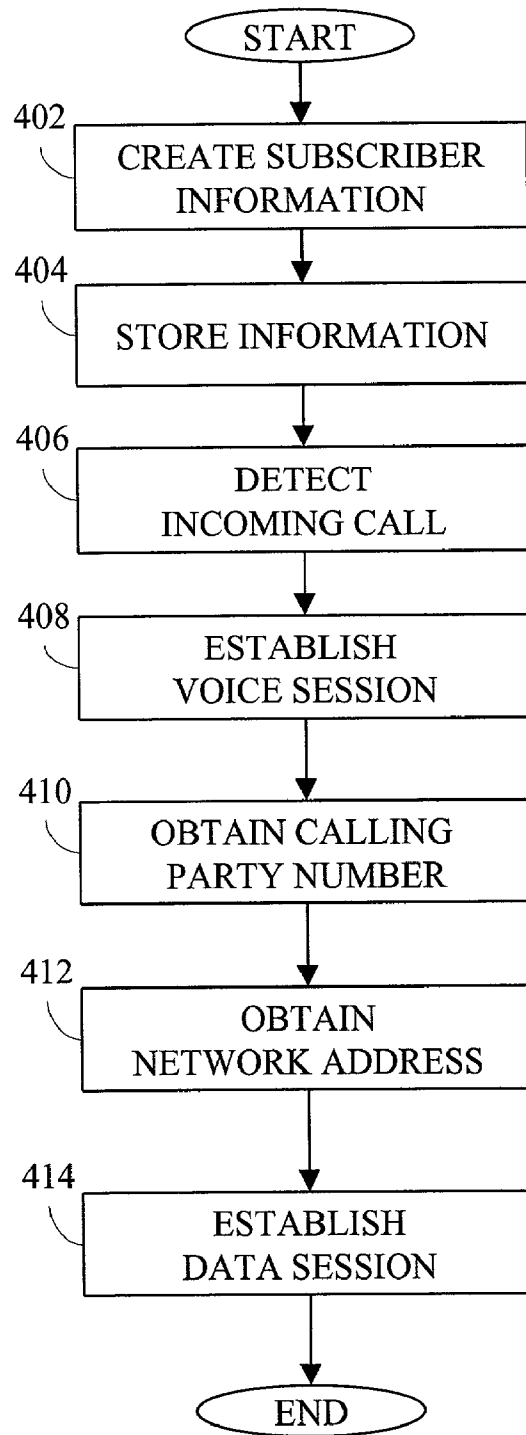 START
402
CREATE SUBSCRIBER
INFORMATION
404
STORE INFORMATION
406
DETECT
INCOMING CALL
408
ESTABLISH
VOICE SESSION
410
OBTAIN CALLING
PARTY NUMBER
412
OBTAIN
NETWORK ADDRESS
414
ESTABLISH
DATA SESSION
END